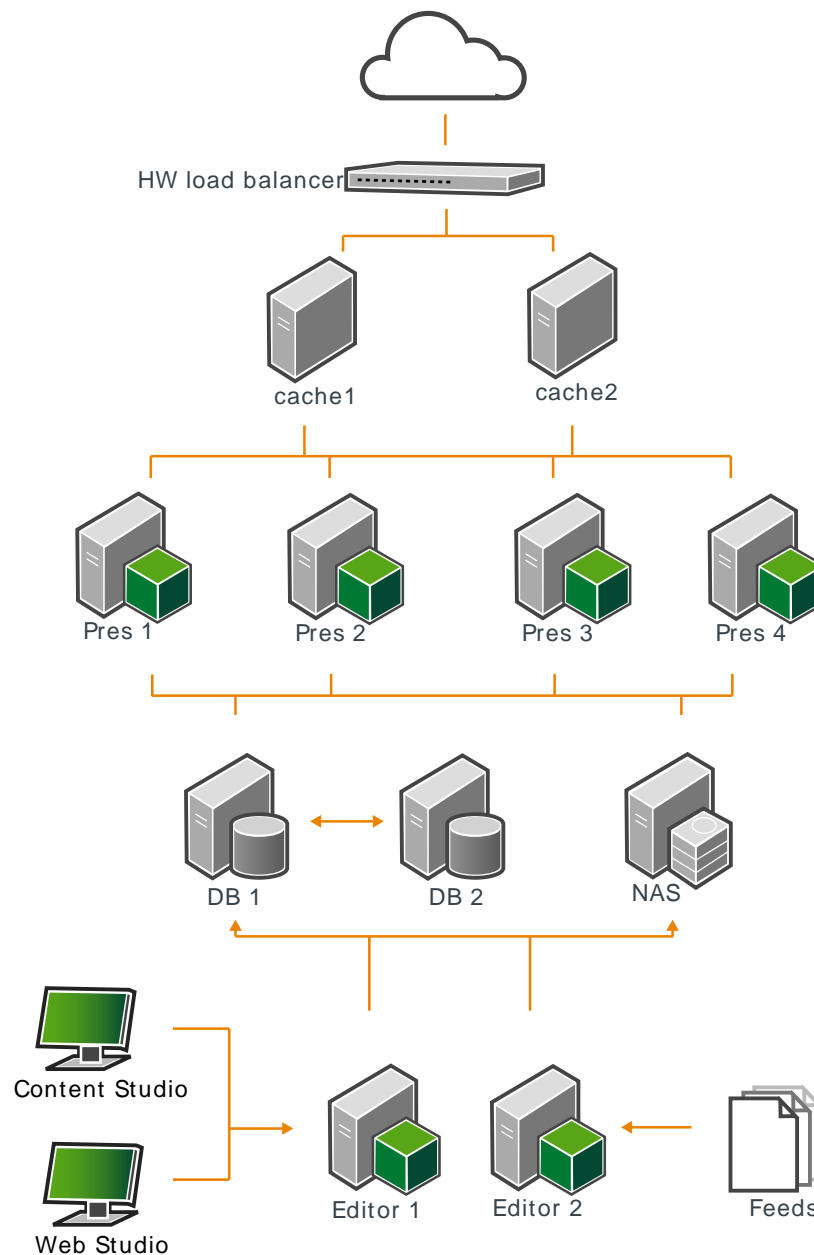 HW load balancer
cache1
cache2
Pres 1
Pres 2
Pres 3
Pres 4
DB 1
DB 2
NAS
Content Studio
Web Studio
Editor 1
Editor 2
Feeds